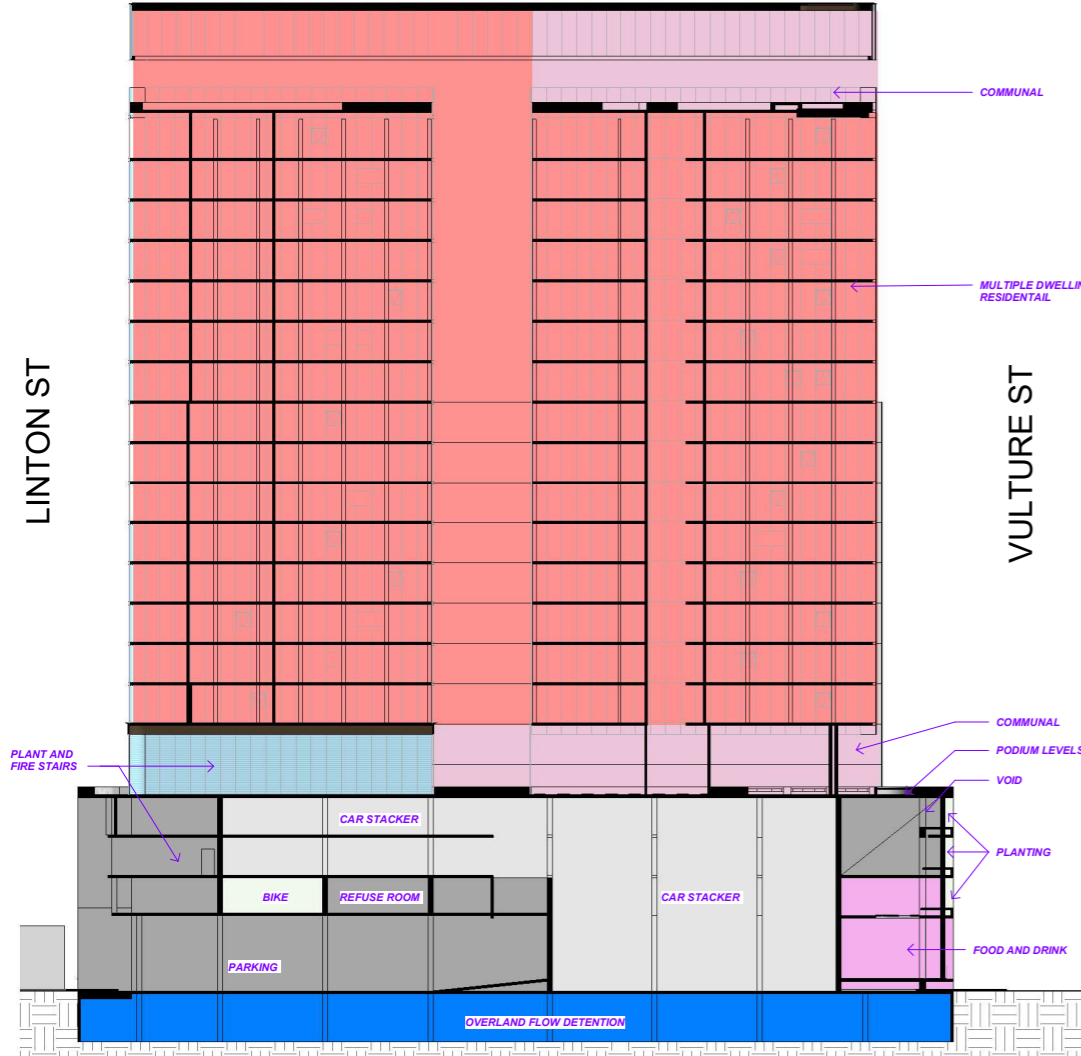 COMMUNAL
MULTIPLE DWELLIN
RESIDENTAIL
LINTON ST
VULTURE ST
COMMUNAL
PLANT AND
FIRE STAIRS
PODIUM LEVELS
VOID
CAR STACKER
PLANTING
BIKE
REFUSE ROOM
CAR STACKER
FOOD AND DRINK
PARKING
OVERLAND FLOW DETENTION